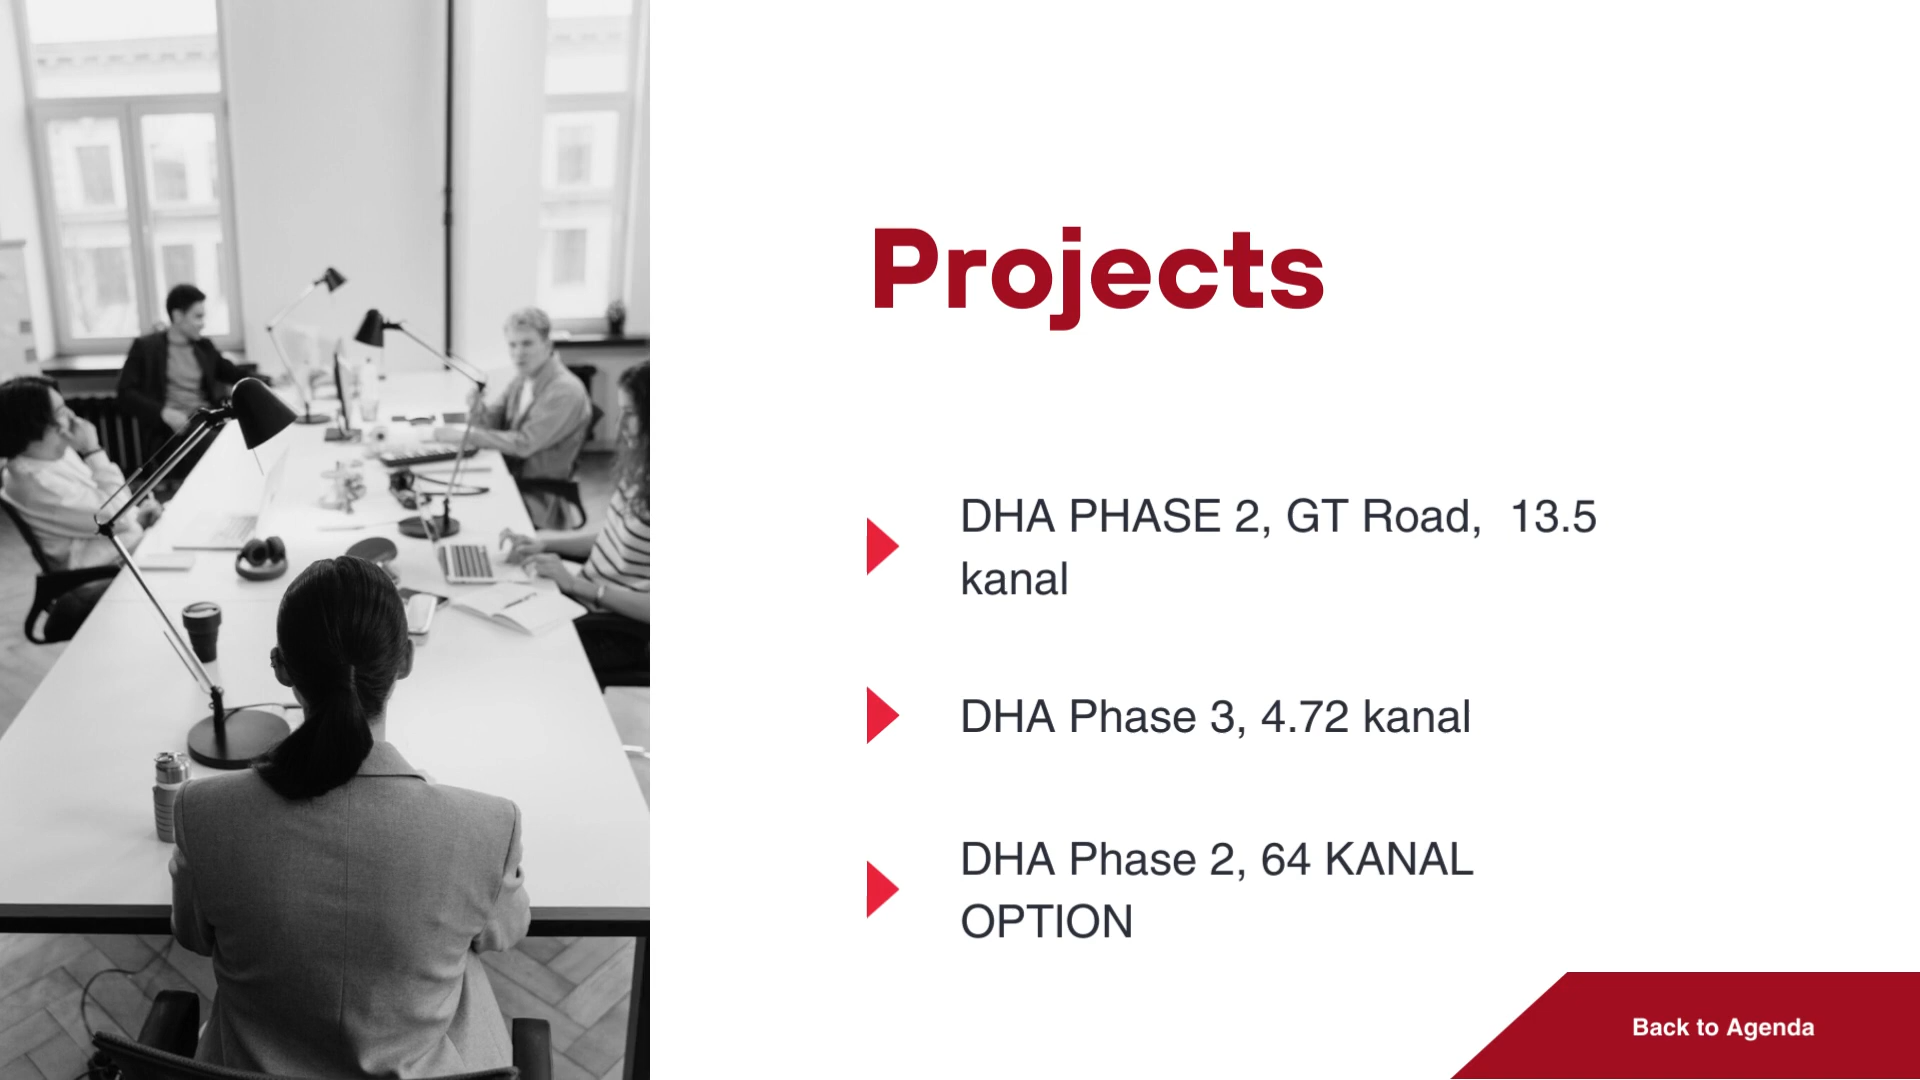 Projects
DHA PHASE 2, GT Road,  13.5
kanal
DHA Phase 3, 4.72 kanal
DHA Phase 2, 64 KANAL
OPTION
Back to Agenda